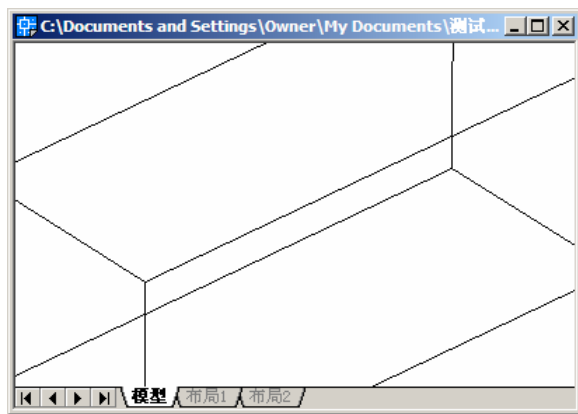 C:\Documents and Settings\Owner\My Documents\测试...
模型 布局1 布局2